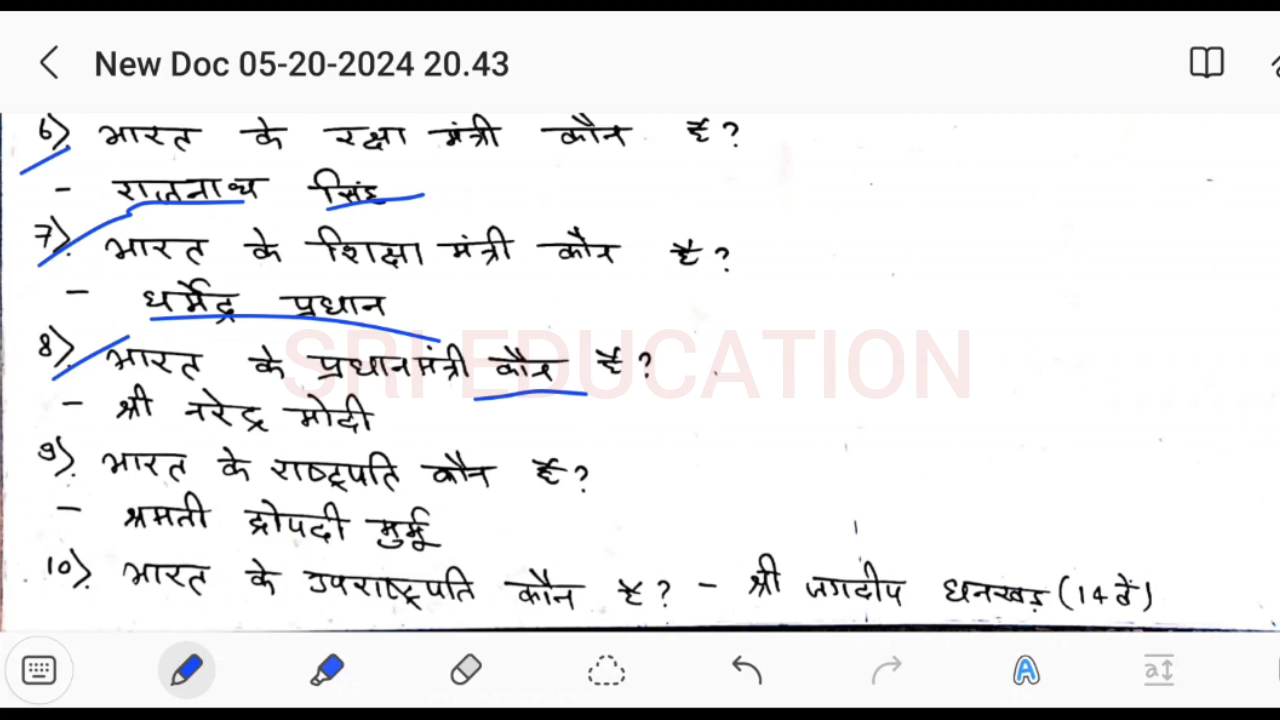 New Doc 05-20-2024 20.43
6) भारत के रक्षा मंत्री कौन है?
- राजनाथ सिंह
7) भारत के शिक्षा मंत्री कौन है?
- धर्मेंद्र प्रधान
8) भारत के प्रधानमंत्री कौन है?
SRI EDUCATION
- श्री नरेन्द्र मोदी
9) भारत के राष्ट्रपति कौन है?
- श्रमती द्रोपदी मुर्मू
10) भारत के उपराष्ट्रपति कौन है? - श्री जगदीप धनखड़ (14 वें)
A
a